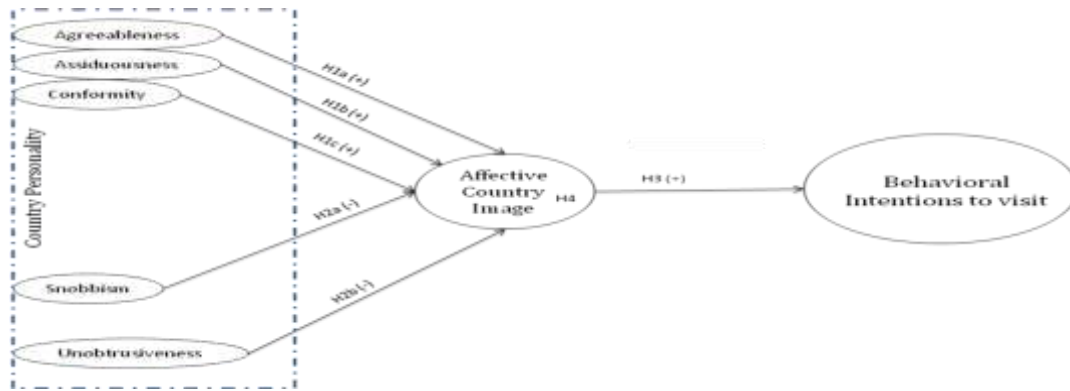 Agreeableness
Assiduousness
Conformity
Country Personality
Snobbism
Unobtrusiveness
H1a (+)
H1b (+)
H1c (+)
H2a (-)
H2b (-)
Affective
Country
Image
H4
H3 (+)
Behavioral
Intentions to visit